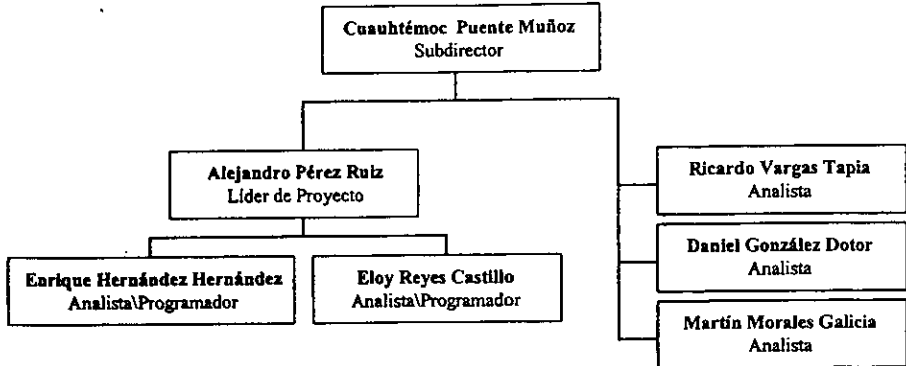 Cuauhtémoc Puente Muñoz
Subdirector
Alejandro Pérez Ruiz
Líder de Proyecto
Enrique Hernández Hernández
Analista\Programador
Eloy Reyes Castillo
Analista\Programador
Ricardo Vargas Tapia
Analista
Daniel González Dotor
Analista
Martín Morales Galicia
Analista